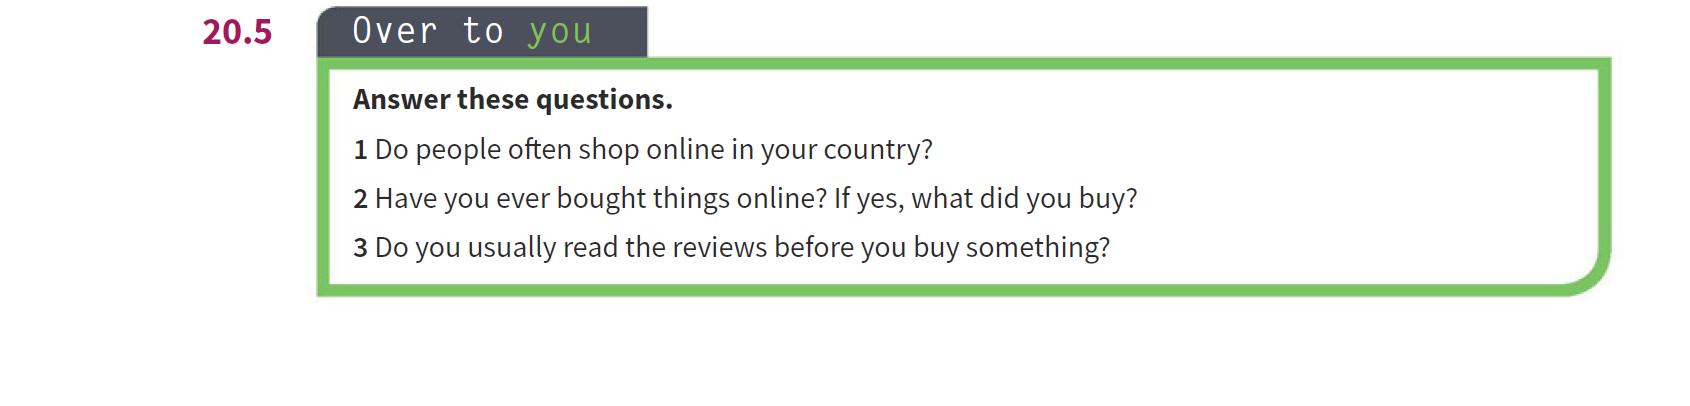 20.5 Over to you
Answer these questions.
1 Do people often shop online in your country?
2 Have you ever bought things online? If yes, what did you buy?
3 Do you usually read the reviews before you buy something?